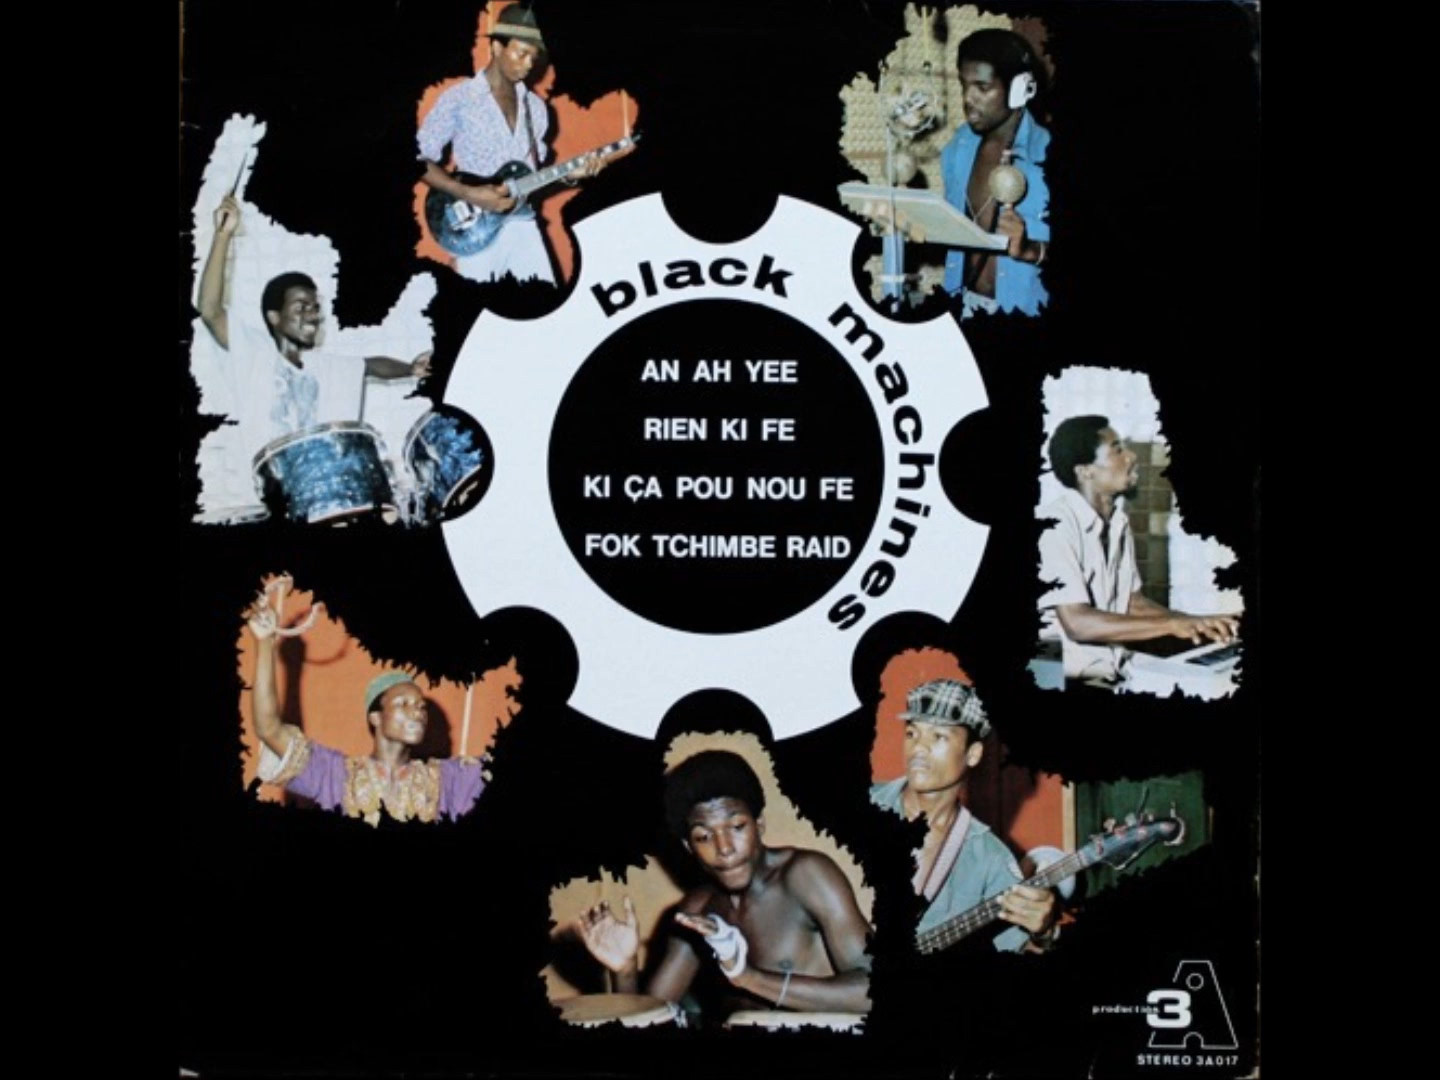 black machines
AN AH YEE
RIEN KI FE
KI ÇA POU NOU FE
FOK TCHIMBE RAID
production
3A
STEREO 3A017